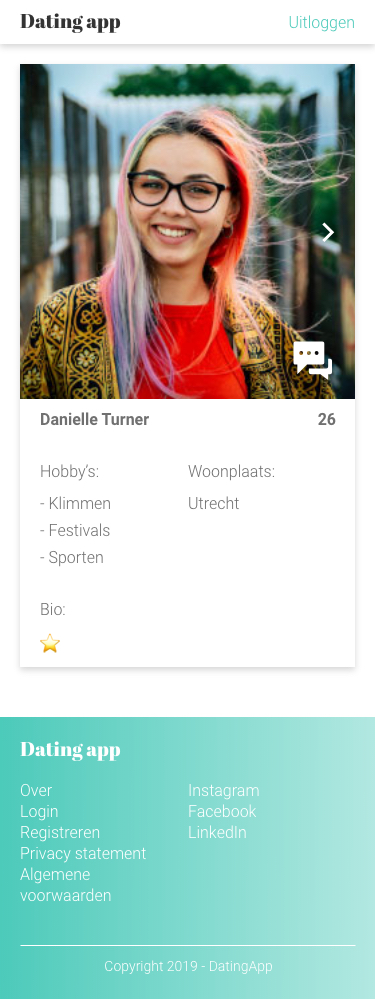 Dating app
Uitloggen
Danielle Turner
26
Hobby's:
- Klimmen
- Festivals
- Sporten
Woonplaats:
Utrecht
Bio:
Dating app
Over
Login
Registreren
Privacy statement
Algemene
voorwaarden
Instagram
Facebook
LinkedIn
Copyright 2019 - DatingApp